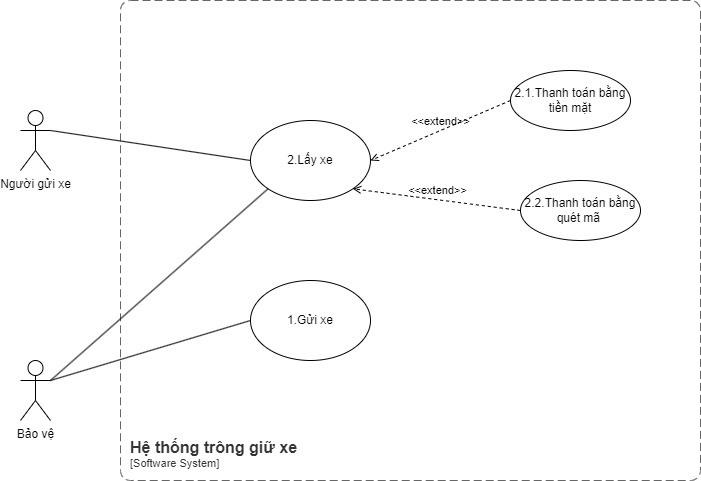 2.1.Thanh toán bằng
tiền mặt
<<extend>>
2.Lấy xe
Người gửi xe
<<extend>>
2.2.Thanh toán bằng
quét mã
1.Gửi xe
Bảo vệ
Hệ thống trông giữ xe
[Software System]